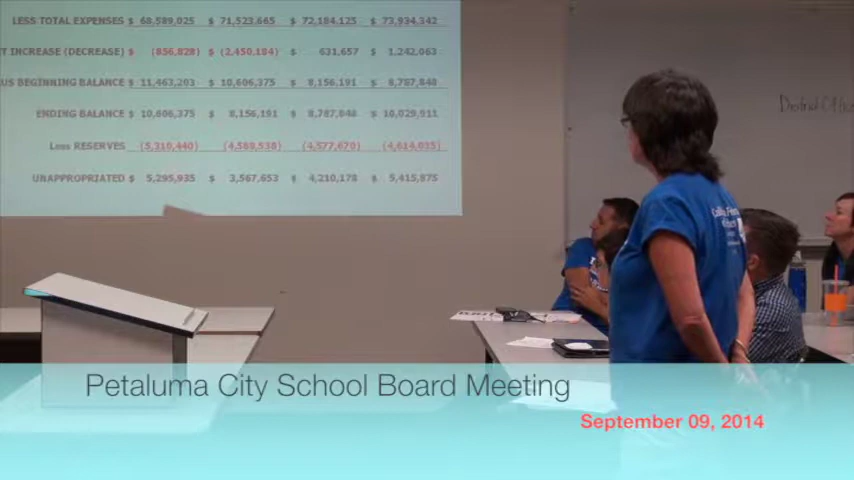 LESS TOTAL EXPENSES $ 68,589,025 $ 71,523,665 $ 72,184,125 $ 73,934,342
T INCREASE (DECREASE) $ (856,828) $ (2,450,184) $ 631,657 $ 1,242,063
US BEGINNING BALANCE $ 11,463,203 $ 10,606,375 $ 8,156,191 $ 8,787,848
ENDING BALANCE $ 10,606,375 $ 8,156,191 $ 8,787,848 $ 10,029,911
Less RESERVES (5,310,440) (4,588,538) (4,577,670) (4,614,035)
UNAPPROPRIATED $ 5,295,935 $ 3,567,653 $ 4,210,178 $ 5,415,875
District Office
Petaluma City School Board Meeting
September 09, 2014